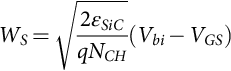 $W_S = \sqrt{\frac{2\varepsilon_{SiC}}{qN_{CH}}}(V_{bi} - V_{GS})$